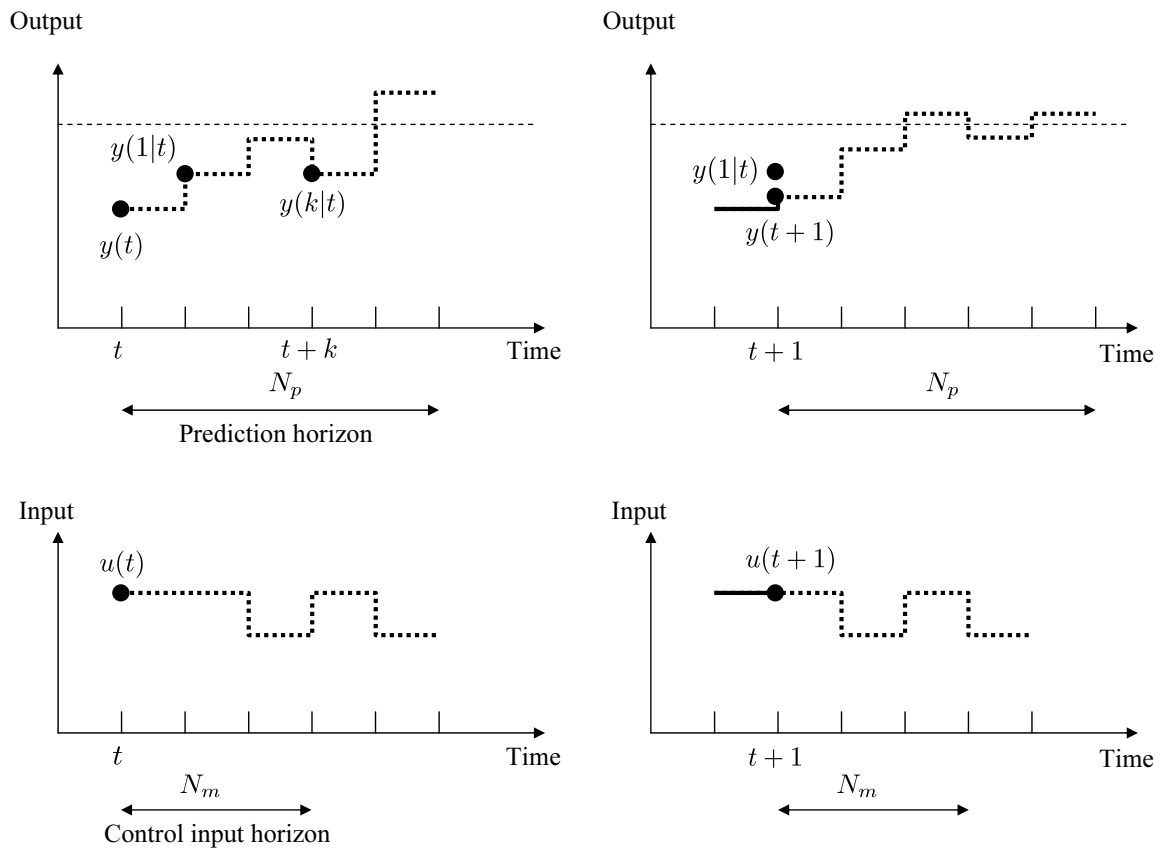 Output
y(1|t)
y(k|t)
y(t)
t
t + k
Time
N_p
Prediction horizon
Output
y(1|t)
y(t + 1)
t + 1
Time
N_p
Input
u(t)
t
Time
N_m
Control input horizon
Input
u(t + 1)
t + 1
Time
N_m